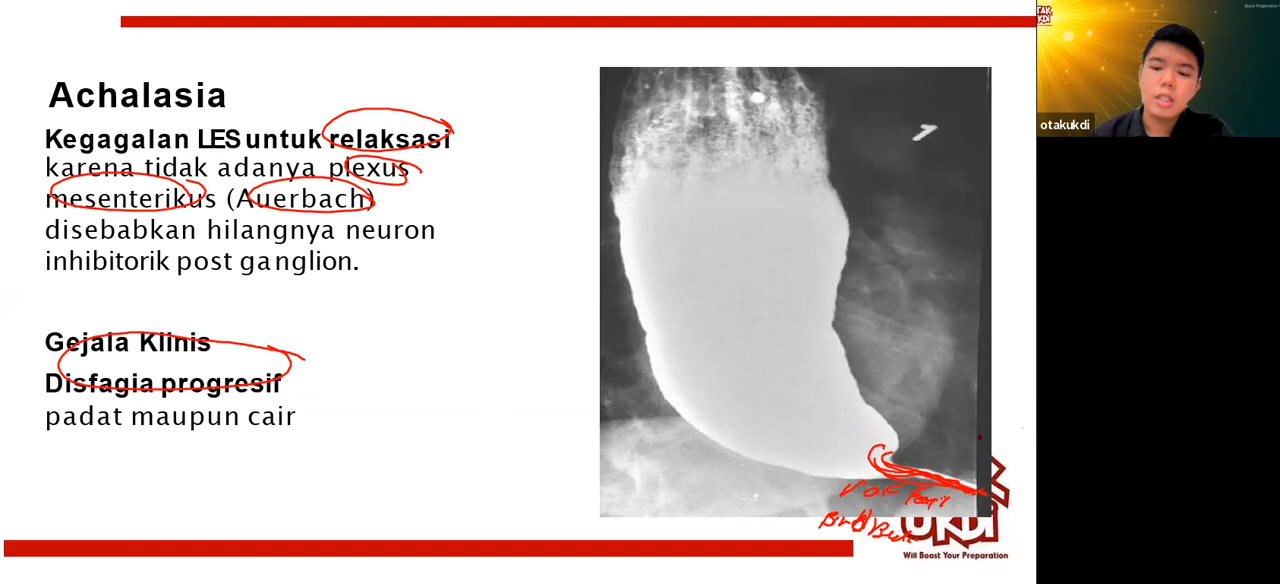 Achalasia
Kegagalan LES untuk relaksasi
karena tidak adanya plexus
mesenterikus (Auerbach)
disebabkan hilangnya neuron
inhibitorik post ganglion.
Gejala Klinis
Disfagia progresif
padat maupun cair
UKDI
Will Boost Your Preparation
otakukdi